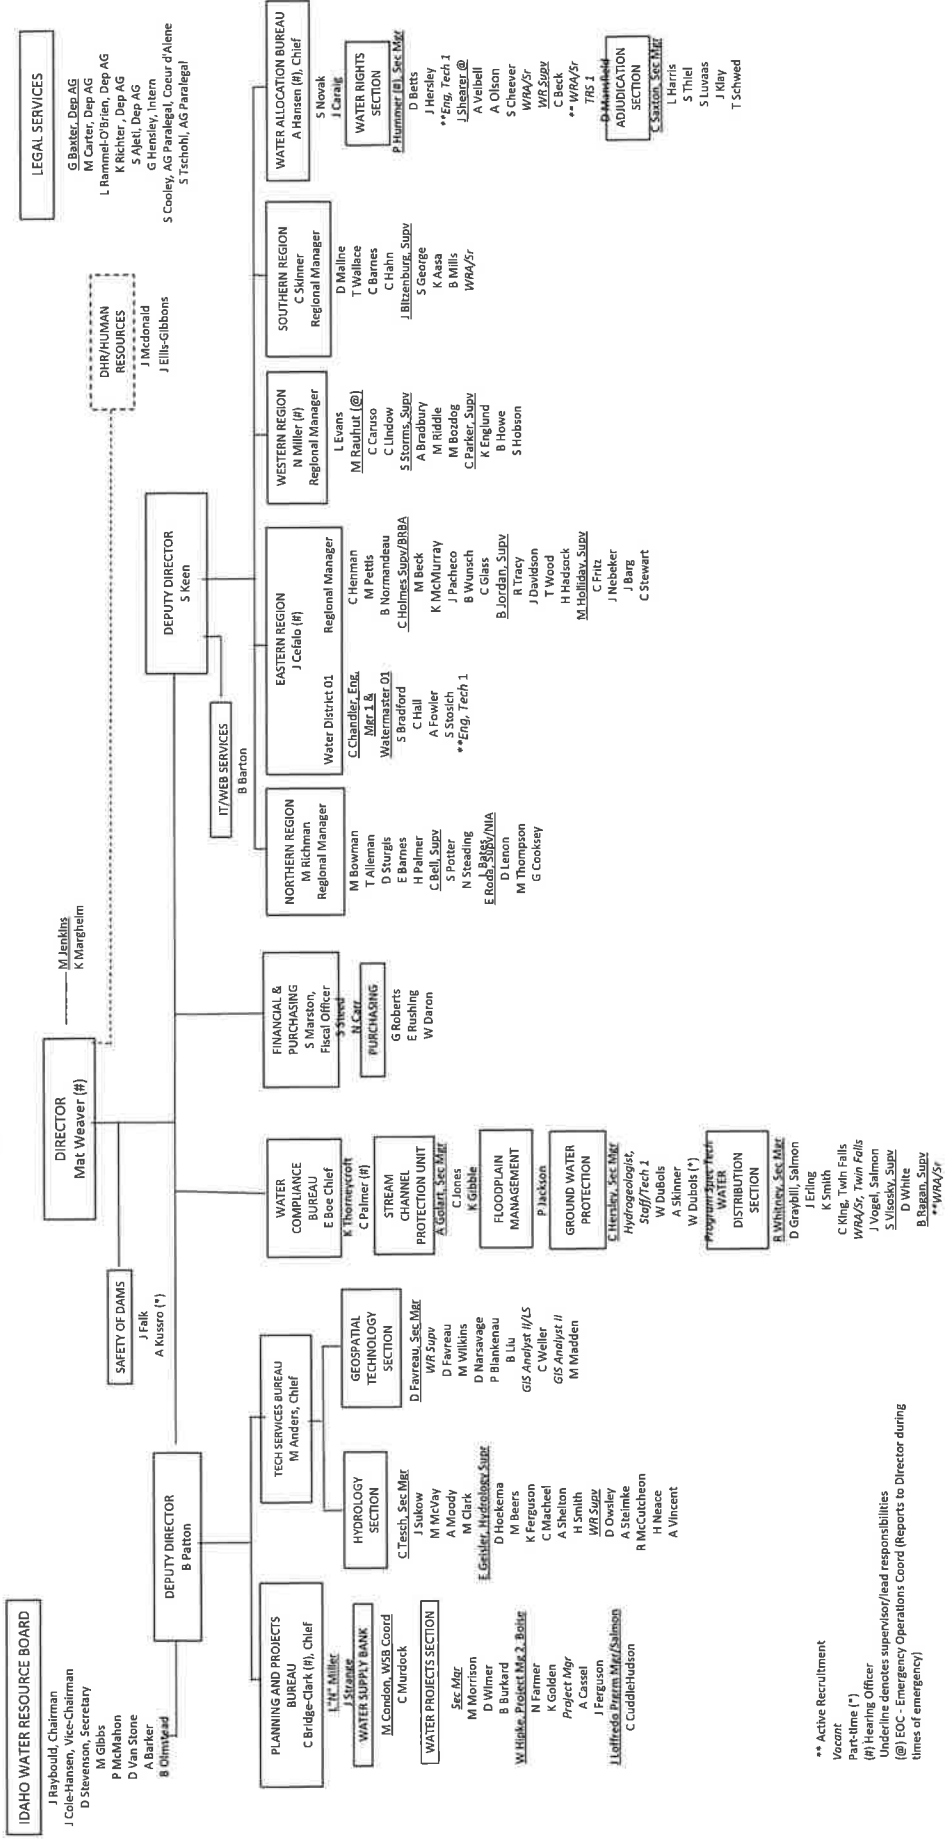 IDAHO WATER RESOURCE BOARD
J Raybould, Chairman
J Cole-Hansen, Vice-Chairman
D Stevenson, Secretary
M Gibbs
P McMahon
D Van Stone
A Barker
B Olmstead
DIRECTOR
Mat Weaver (#)
M Jenkins
K Margheim
DHR/HUMAN
RESOURCES
J Mcdonald
J Ellis-Gibbons
LEGAL SERVICES
G Baxter, Dep AG
M Carter, Dep AG
L Rammel-O'Brien, Dep AG
K Richter , Dep AG
S Ajeti, Dep AG
G Hensley, Intern
S Cooley, AG Paralegal, Coeur d'Alene
S Tschohl, AG Paralegal
SAFETY OF DAMS
J Falk
A Kussro (*)
DEPUTY DIRECTOR
B Patton
DEPUTY DIRECTOR
S Keen
IT/WEB SERVICES
B Barton
PLANNING AND PROJECTS
BUREAU
C Bridge-Clark (#), Chief
L "N" Miller
J Strange
WATER SUPPLY BANK
M Condon, WSB Coord
C Murdock
WATER PROJECTS SECTION
Sec Mgr
M Morrison
D Wimer
B Burkard
W Hipke, Project Mg 2, Boise
N Farmer
K Golden
Project Mgr
A Cassel
J Ferguson
J Loffredo Prgrm Mgr/Salmon
C CuddieHudson
TECH SERVICES BUREAU
M Anders, Chief
HYDROLOGY
SECTION
C Tesch, Sec Mgr
J Sukow
M McVay
A Moody
M Clark
E Geisler, Hydrology Supr
D Hoekema
M Beers
K Ferguson
C Macheel
A Shelton
H Smith
WR Supv
D Owsley
A Steimke
R McCutcheon
H Neace
A Vincent
GEOSPATIAL
TECHNOLOGY
SECTION
D Favreau, Sec Mgr
WR Supv
D Favreau
M Wilkins
D Narsavage
P Blankenau
B Liu
GIS Analyst II/LS
C Weller
GIS Analyst II
M Madden
WATER
COMPLIANCE
BUREAU
E Boe Chief
K Thorneycroft
C Palmer (#)
STREAM
CHANNEL
PROTECTION UNIT
A Golart, Sec Mgr
C Jones
K Gibble
FLOODPLAIN
MANAGEMENT
P Jackson
GROUND WATER
PROTECTION
C Hersley, Sec Mgr
Hydrogeologist,
Staff/Tech 1
W DuBois
A Skinner
W Dubois (*)
Program Spec Tech
WATER
DISTRIBUTION
SECTION
R Whitney, Sec Mgr
D Graybill, Salmon
J Erling
K Smith
C King, Twin Falls
WRA/Sr, Twin Falls
J Vogel, Salmon
S Visosky, Supv
D White
B Ragan, Supv
**WRA/Sr
FINANCIAL &
PURCHASING
S Marston,
Fiscal Officer
S Steed
N Carr
PURCHASING
G Roberts
E Rushing
W Daron
NORTHERN REGION
M Richman
Regional Manager
M Bowman
T Alleman
D Sturgis
E Barnes
H Palmer
C Bell, Supv
S Potter
N Steading
J Bates
E Roda, Supv/NIA
D Lenon
M Thompson
G Cooksey
EASTERN REGION
J Cefalo (#)
Water District 01 Regional Manager
C Chandler, Eng.
Mgr 1 &
Watermaster 01
S Bradford
C Hall
A Fowler
S Stosich
**Eng, Tech 1
C Henman
M Pettis
B Normandeau
C Holmes Supv/BRBA
M Beck
K McMurray
J Pacheco
B Wunsch
C Glass
B Jordan, Supv
R Tracy
J Davidson
T Wood
H Hadsock
M Holliday, Supv
C Fritz
J Nebeker
J Barg
C Stewart
WESTERN REGION
N Miller (#)
Regional Manager
L Evans
M Rauhut (@)
C Caruso
C Lindow
S Storms, Supv
A Bradbury
M Riddle
M Bozdog
C Parker, Supv
K Englund
B Howe
S Hobson
SOUTHERN REGION
C Skinner
Regional Manager
D Maline
T Wallace
C Barnes
C Hahn
J Bitzenburg, Supv
S George
K Aasa
B Mills
WRA/Sr
WATER ALLOCATION BUREAU
A Hansen (#), Chief
S Novak
J Craig
WATER RIGHTS
SECTION
P Hummer (#), Sec Mgr
D Betts
J Hersley
**Eng, Tech 1
J Shearer @
A Veibell
A Olson
S Cheever
WRA/Sr
WR Supv
C Beck
**WRA/Sr
TRS 1
D Mansfield
ADJUDICATION
SECTION
C Saxton, Sec Mgr
L Harris
S Thiel
S Luvaas
J Klay
T Schwed
** Active Recruitment
Vacant
Part-time (*)
(#) Hearing Officer
Underline denotes supervisor/lead responsibilities
(@) EOC - Emergency Operations Coord (Reports to Director during
times of emergency)